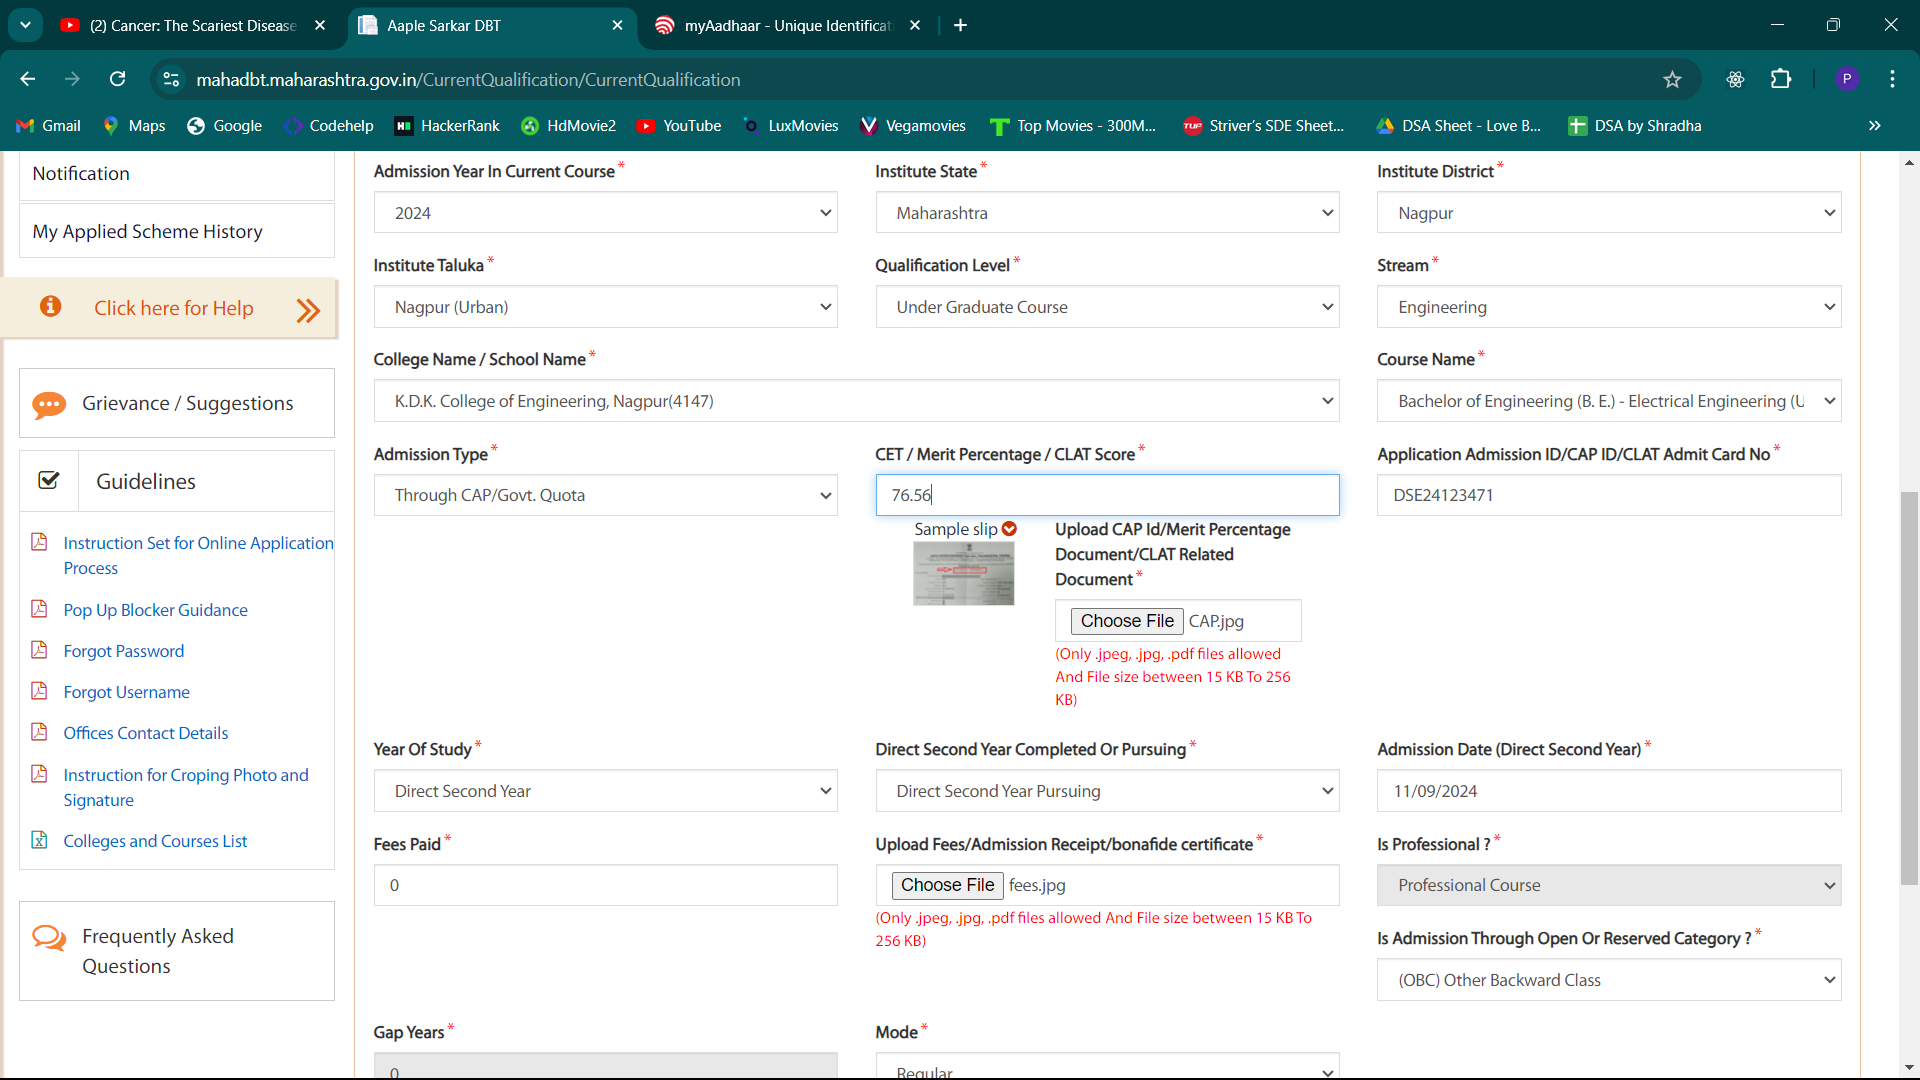 (2) Cancer: The Scariest Disease
Aaple Sarkar DBT
myAadhaar - Unique Identificat
mahadbt.maharashtra.gov.in/CurrentQualification/CurrentQualification
P
Gmail
Maps
Google
Codehelp
HackerRank
HdMovie2
YouTube
LuxMovies
Vegamovies
Top Movies - 300M...
TUF
Striver's SDE Sheet...
DSA Sheet - Love B...
DSA by Shradha
Notification
My Applied Scheme History
Click here for Help
Grievance / Suggestions
Guidelines
Instruction Set for Online Application
Process
Pop Up Blocker Guidance
Forgot Password
Forgot Username
Offices Contact Details
Instruction for Croping Photo and
Signature
Colleges and Courses List
Frequently Asked
Questions
Admission Year In Current Course *
2024
Institute State *
Maharashtra
Institute District *
Nagpur
Institute Taluka *
Nagpur (Urban)
Qualification Level *
Under Graduate Course
Stream *
Engineering
College Name / School Name *
K.D.K. College of Engineering, Nagpur(4147)
Course Name *
Bachelor of Engineering (B. E.) - Electrical Engineering (U
Admission Type *
Through CAP/Govt. Quota
CET / Merit Percentage / CLAT Score *
76.56
Application Admission ID/CAP ID/CLAT Admit Card No *
DSE24123471
Sample slip
Upload CAP Id/Merit Percentage
Document/CLAT Related
Document *
Choose File CAP.jpg
(Only .jpeg, .jpg, .pdf files allowed
And File size between 15 KB To 256
KB)
Year Of Study *
Direct Second Year
Direct Second Year Completed Or Pursuing *
Direct Second Year Pursuing
Admission Date (Direct Second Year) *
11/09/2024
Fees Paid *
0
Upload Fees/Admission Receipt/bonafide certificate *
Choose File fees.jpg
(Only .jpeg, .jpg, .pdf files allowed And File size between 15 KB To
256 KB)
Is Professional ? *
Professional Course
Is Admission Through Open Or Reserved Category ? *
(OBC) Other Backward Class
Gap Years *
0
Mode *
Regular